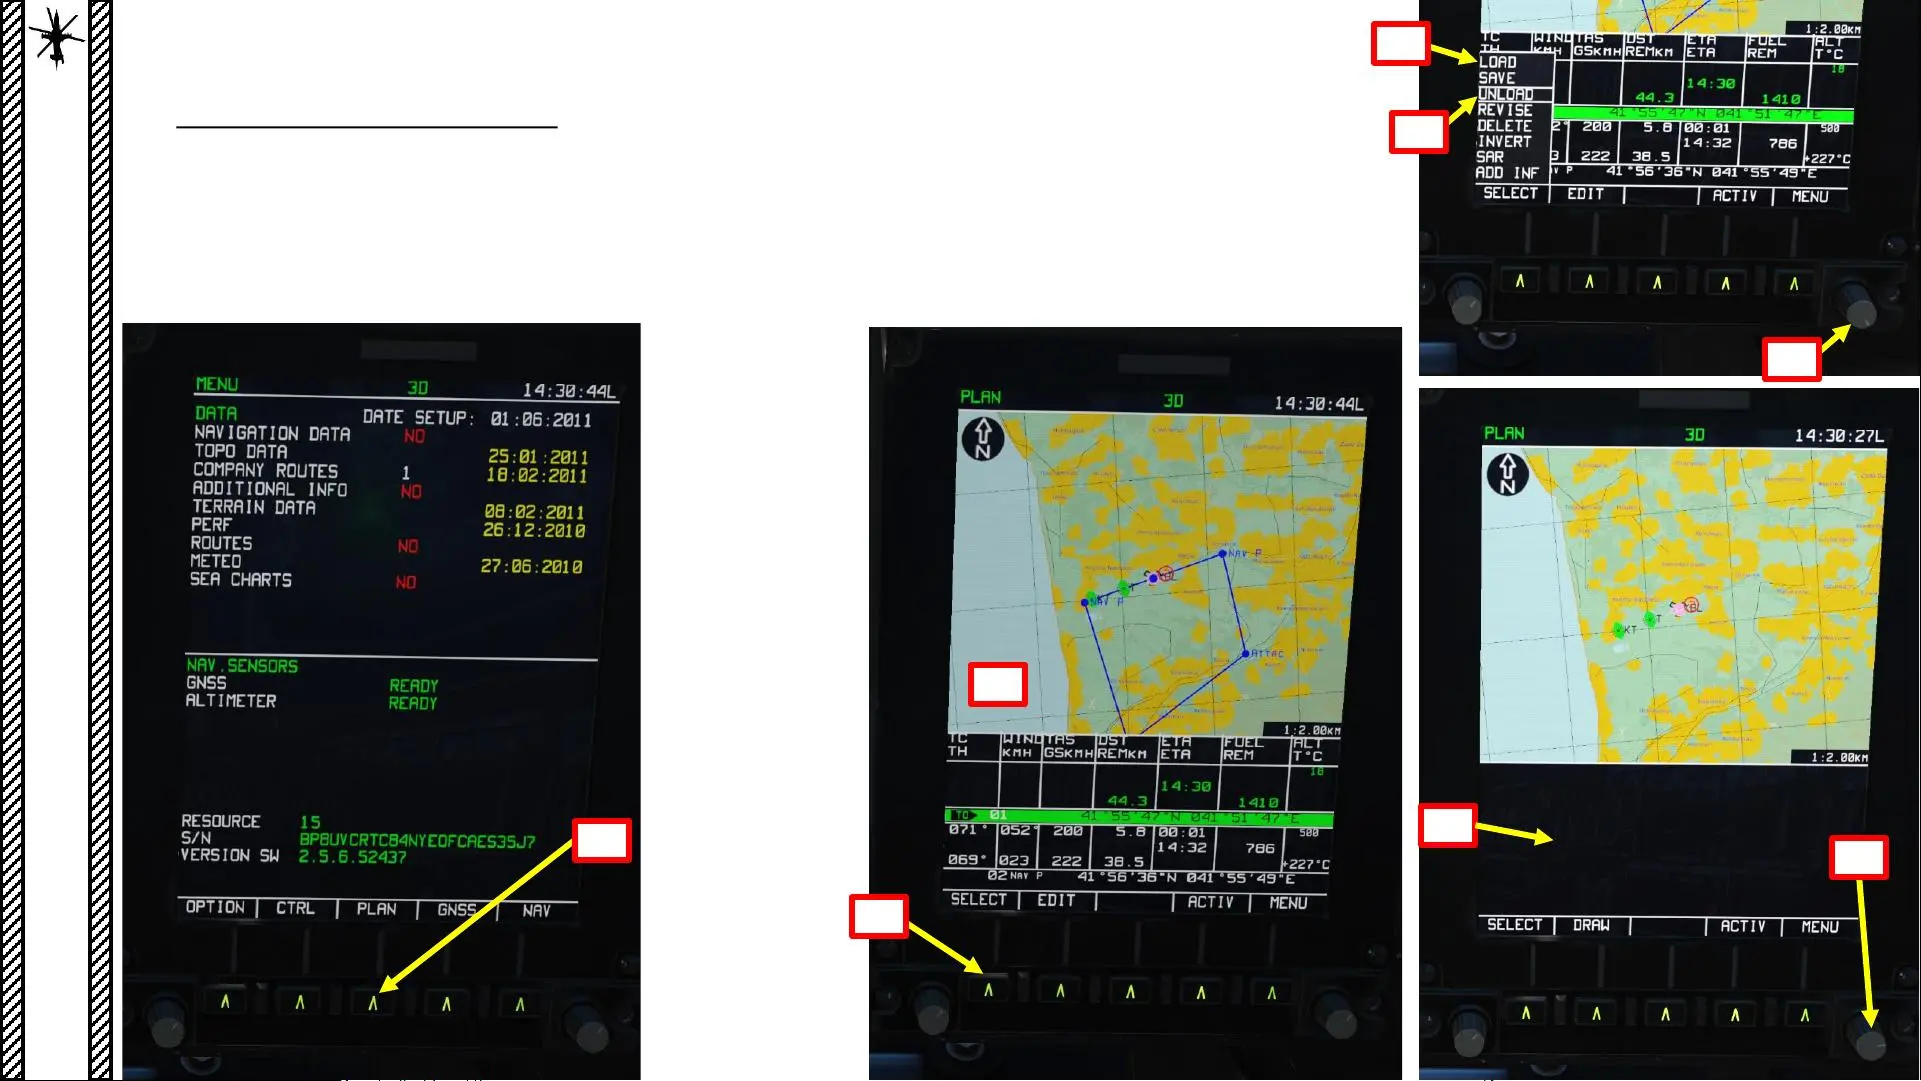 MENU 3D 14:30:44L
DATA DATE SETUP: 01:06:2011
NAVIGATION DATA NO
TOPO DATA 25:01:2011
COMPANY ROUTES 1 18:02:2011
ADDITIONAL INFO NO
TERRAIN DATA 08:02:2011
PERF 26:12:2010
ROUTES NO
METEO 27:06:2010
SEA CHARTS NO
NAV.SENSORS
GNSS READY
ALTIMETER READY
RESOURCE 15
S/N BPBUVCRTCB4NYEOFCAES3SJ7
VERSION SW 2.5.6.52437
OPTION CTRL PLAN GNSS NAV
PLAN 3D 14:30:44L
N
NAV P
NAV P
ATTAC
1:2.00KM
TC WIND TAS DST ETA FUEL ALT
TH KMH GSKMH REMKM ETA REM T°C
18
14:30
44.3 1410
TO 01 41°55'47"N 041°51'47"E
071° 052° 200 5.8 00:01 500
14:32 786
069° 023 222 38.5 +227°C
02 NAV P 41°56'36"N 041°55'49"E
SELECT EDIT ACTIV MENU
1:2.00KM
TC WIND TAS DST ETA FUEL ALT
TH KMH GSKMH REMKM ETA REM T°C
LOAD 18
SAVE 14:30
UNLOAD 44.3 1410
REVISE 41°55'47"N 041°51'47"E
DELETE 2° 200 5.8 00:01 500
INVERT 14:32 786
SAR 3 222 38.5 +227°C
ADD INF V P 41°56'36"N 041°55'49"E
SELECT EDIT ACTIV MENU
PLAN 3D 14:30:27L
N
KT T
1:2.00KM
SELECT DRAW ACTIV MENU